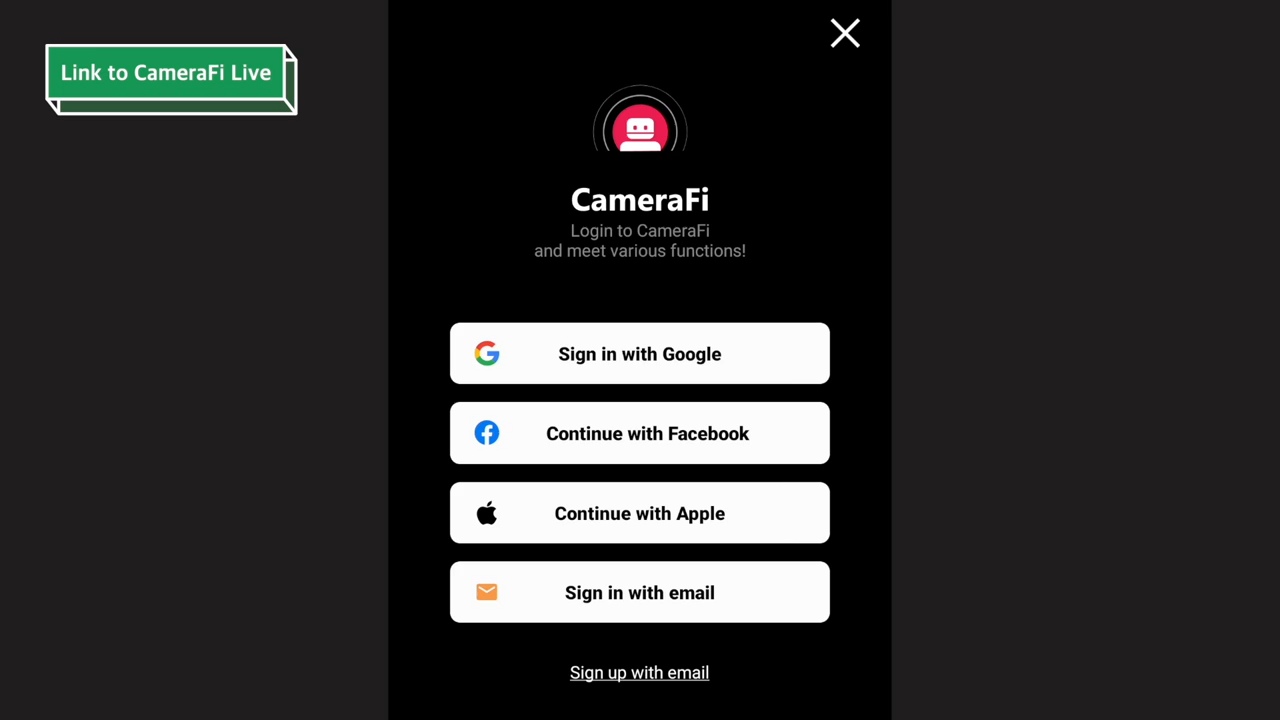 Link to CameraFi Live
CameraFi
Login to CameraFi
and meet various functions!
Sign in with Google
Continue with Facebook
Continue with Apple
Sign in with email
Sign up with email